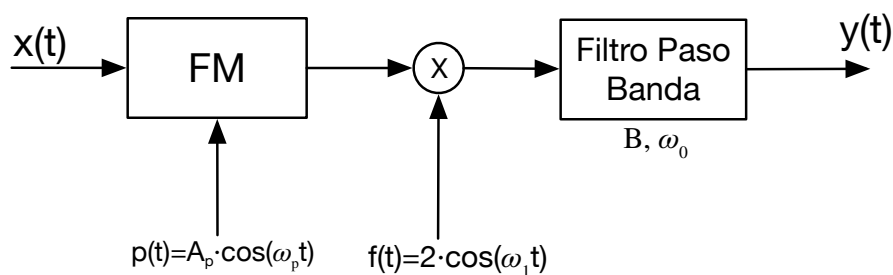 x(t)
FM
X
Filtro Paso
Banda
y(t)
B, ω₀
p(t)=Aₚ·cos(ωₚt)
f(t)=2·cos(ω₁t)